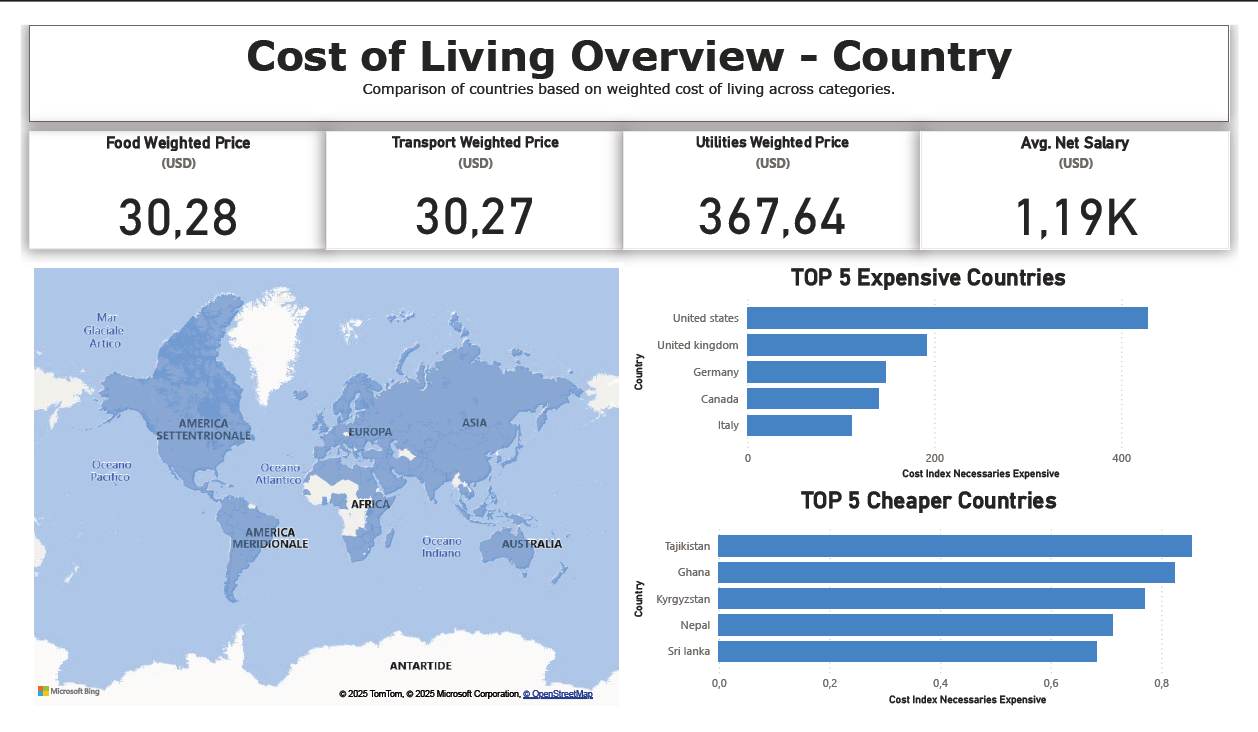 Cost of Living Overview - Country
Comparison of countries based on weighted cost of living across categories.
Food Weighted Price
(USD)
30,28
Transport Weighted Price
(USD)
30,27
Utilities Weighted Price
(USD)
367,64
Avg. Net Salary
(USD)
1,19K
Mar
Glaciale
Artico
AMERICA
SETTENTRIONALE
EUROPA
ASIA
Oceano
Pacifico
Oceano
Atlantico
AFRICA
AMERICA
MERIDIONALE
Oceano
Indiano
AUSTRALIA
ANTARTIDE
Microsoft Bing
© 2025 TomTom, © 2025 Microsoft Corporation, © OpenStreetMap
TOP 5 Expensive Countries
Country
United states
United kingdom
Germany
Canada
Italy
0 200 400
Cost Index Necessaries Expensive
TOP 5 Cheaper Countries
Country
Tajikistan
Ghana
Kyrgyzstan
Nepal
Sri lanka
0,0 0,2 0,4 0,6 0,8
Cost Index Necessaries Expensive